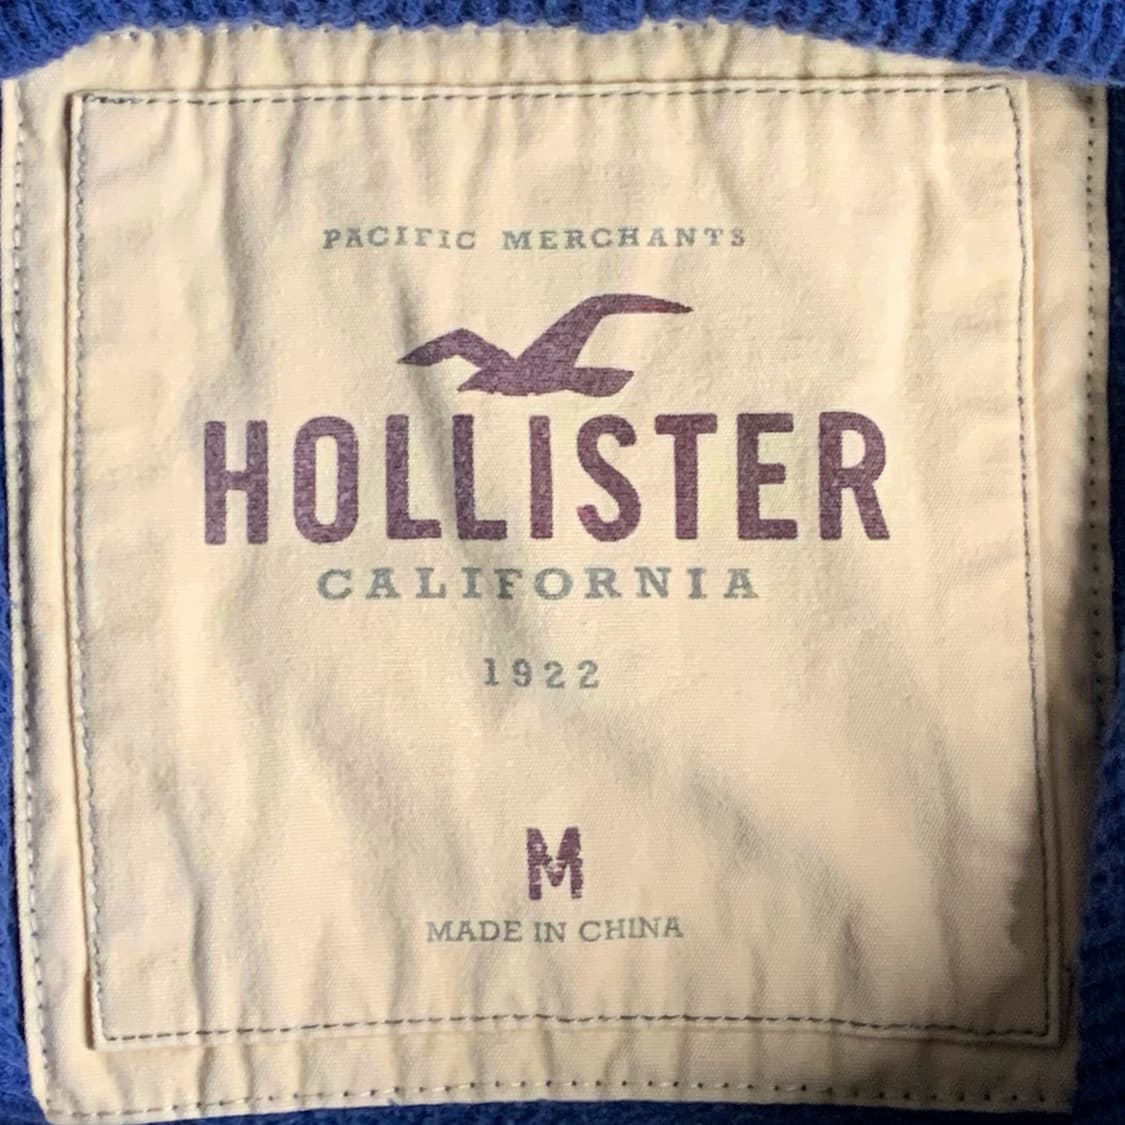 PACIFIC MERCHANTS
HOLLISTER
CALIFORNIA
1922
M
MADE IN CHINA